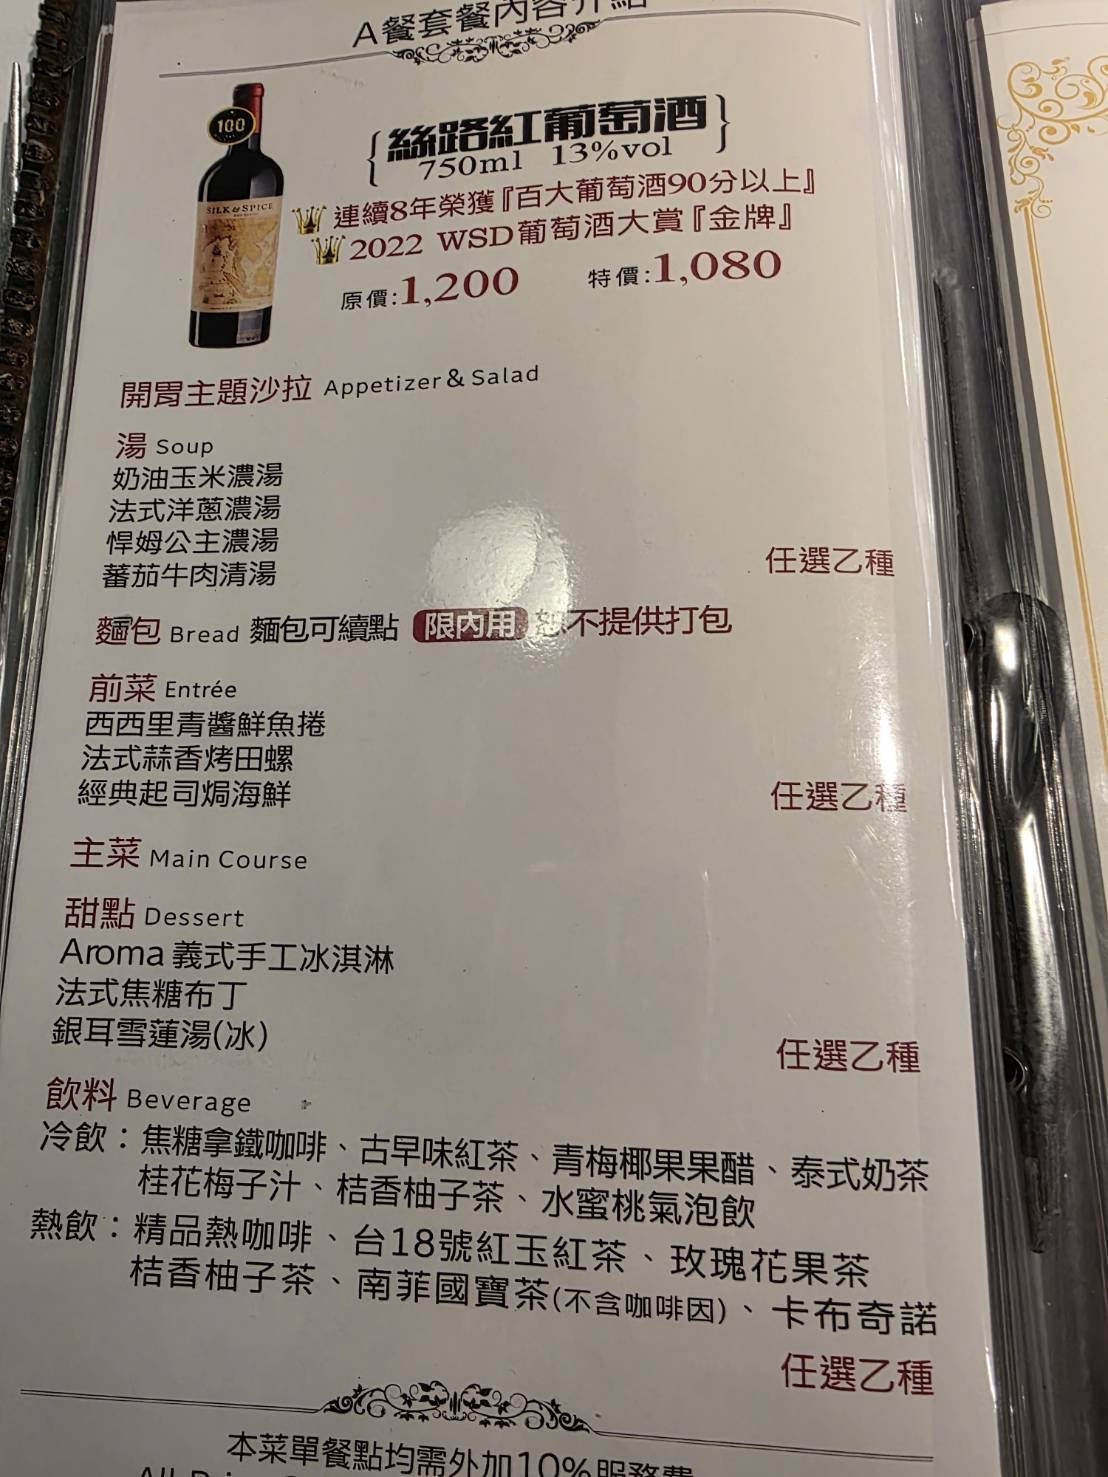 A餐套餐內容介紹
100
SILK & SPICE
{絲路紅葡萄酒}
750ml 13%vol
連續8年榮獲『百大葡萄酒90分以上』
2022 WSD葡萄酒大賞『金牌』
原價:1,200 特價:1,080
開胃主題沙拉 Appetizer & Salad
湯 Soup
奶油玉米濃湯
法式洋蔥濃湯
悍姆公主濃湯
蕃茄牛肉清湯 任選乙種
麵包 Bread 麵包可續點 限內用 恕不提供打包
前菜 Entrée
西西里青醬鮮魚捲
法式蒜香烤田螺
經典起司焗海鮮 任選乙種
主菜 Main Course
甜點 Dessert
Aroma 義式手工冰淇淋
法式焦糖布丁
銀耳雪蓮湯(冰) 任選乙種
飲料 Beverage
冷飲：焦糖拿鐵咖啡、古早味紅茶、青梅椰果果醋、泰式奶茶
桂花梅子汁、桔香柚子茶、水蜜桃氣泡飲
熱飲：精品熱咖啡、台18號紅玉紅茶、玫瑰花果茶
桔香柚子茶、南菲國寶茶(不含咖啡因)、卡布奇諾
任選乙種
本菜單餐點均需外加10%服務費